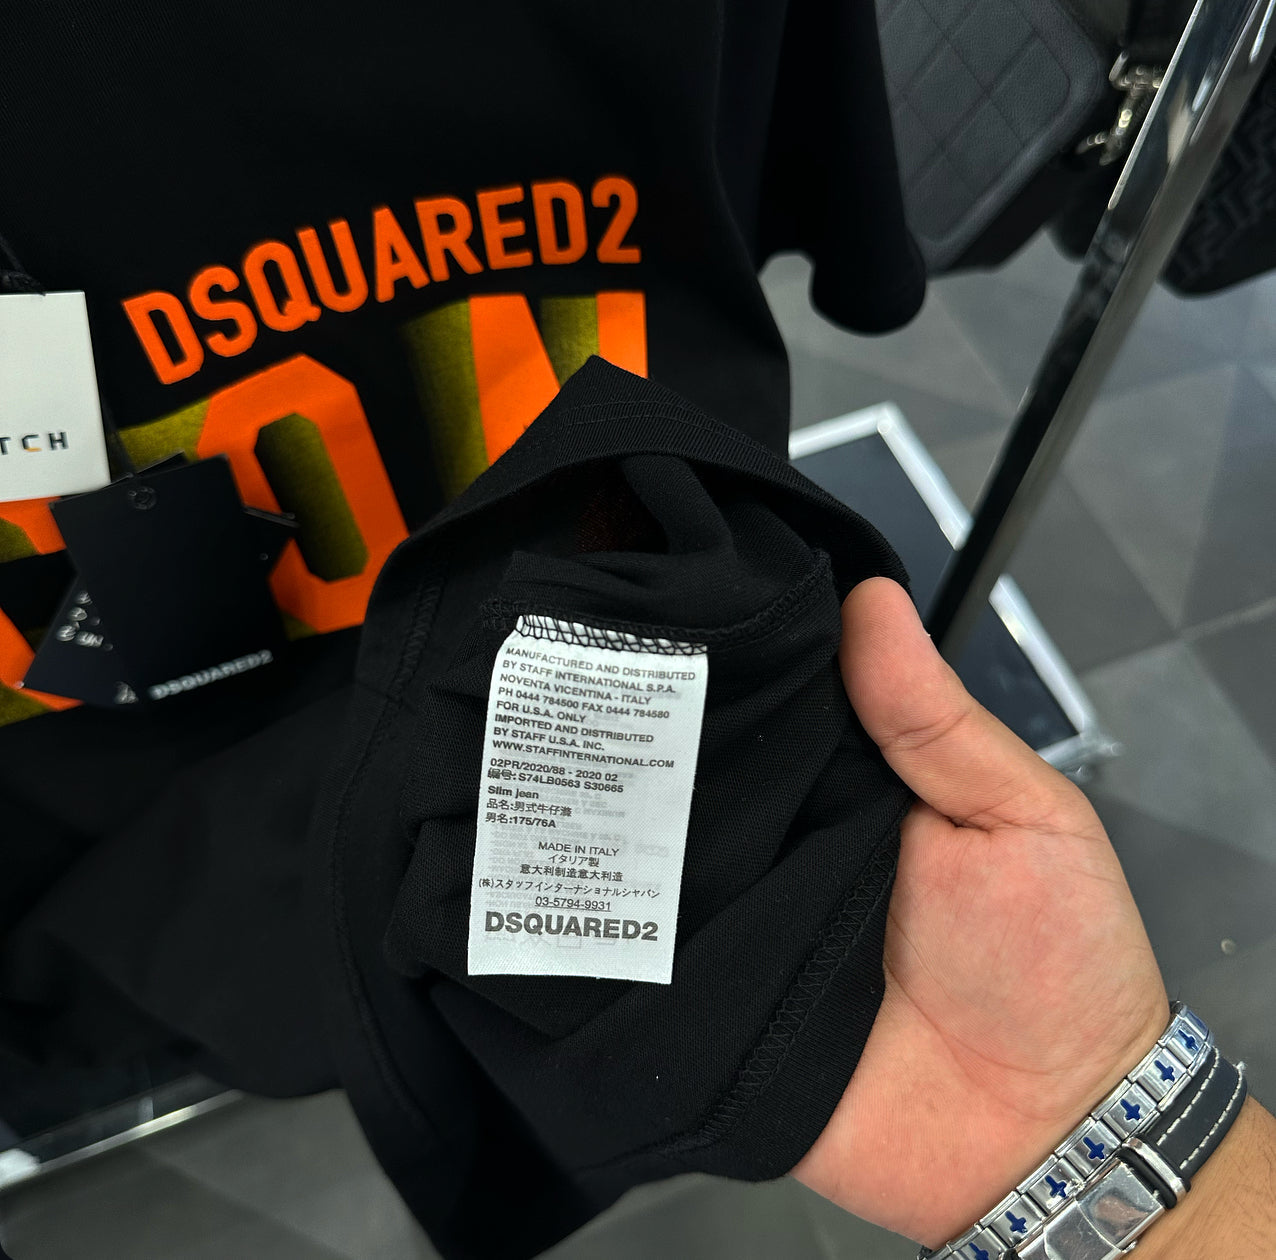 DSQUARED2
ON
TCH
DSQUARED2
MANUFACTURED AND DISTRIBUTED
BY STAFF INTERNATIONAL S.P.A.
NOVENTA VICENTINA - ITALY
PH 0444 784500 FAX 0444 784580
FOR U.S.A. ONLY
IMPORTED AND DISTRIBUTED
BY STAFF U.S.A. INC.
WWW.STAFFINTERNATIONAL.COM
02PR/2020/88 - 2020 02
编号: S74LB0563 S30665
Slim jean
品名:男式牛仔
男名:175/76A
MADE IN ITALY
イタリア製
意大利制造意大利造
(株)スタッフインターナショナルジャパン
03-5794-9931
DSQUARED2